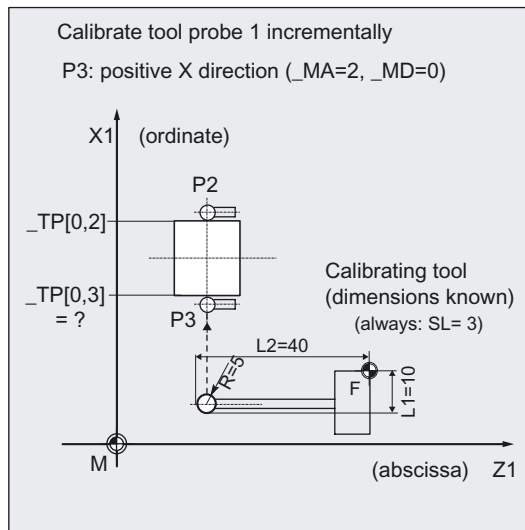 Calibrate tool probe 1 incrementally
P3: positive X direction (_MA=2, _MD=0)
X1
(ordinate)
P2
_TP[0,2]
Calibrating tool
(dimensions known)
(always: SL= 3)
_TP[0,3]
= ?
P3
L2=40
R=5
F
L1=10
M
(abscissa)
Z1